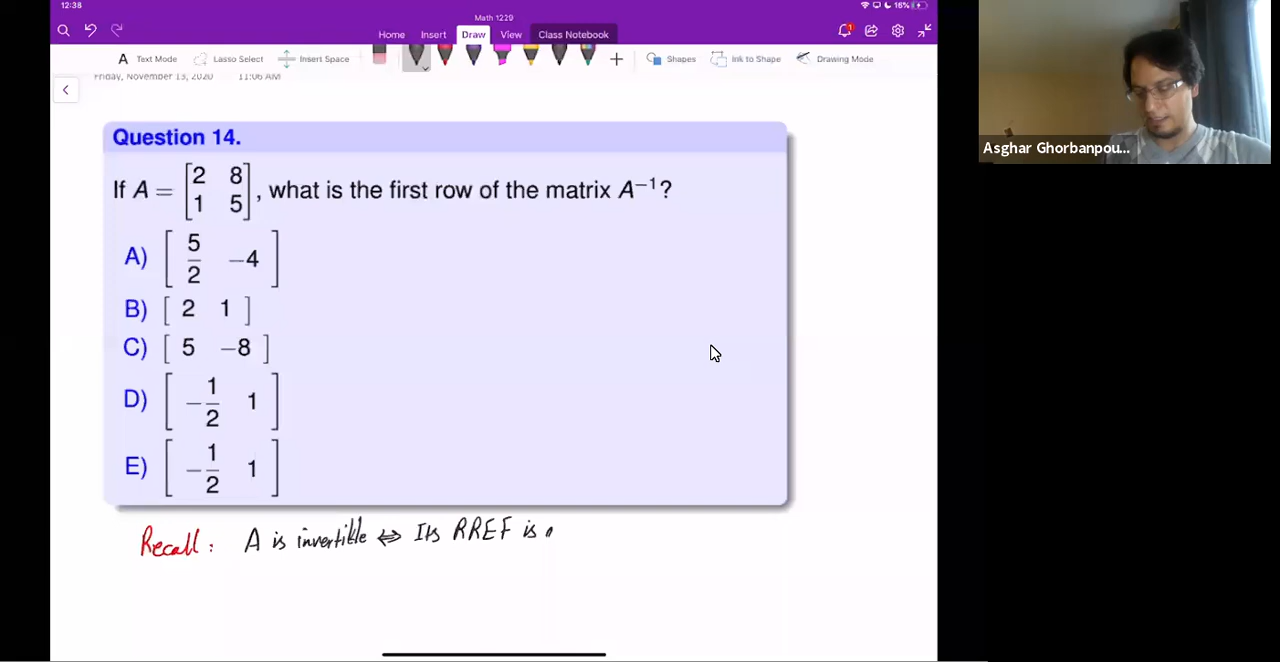 12:38
16%
Math 1229
Home Insert Draw View Class Notebook
1
Text Mode Lasso Select Insert Space Shapes Ink to Shape Drawing Mode
Friday, November 13, 2020 11:06 AM
Asghar Ghorbanpou...
Question 14.
If A = [2 8; 1 5], what is the first row of the matrix A⁻¹?
A) [ 5/2 −4 ]
B) [ 2 1 ]
C) [ 5 −8 ]
D) [ −1/2 1 ]
E) [ −1/2 1 ]
Recall: A is invertible ⇔ Its RREF is